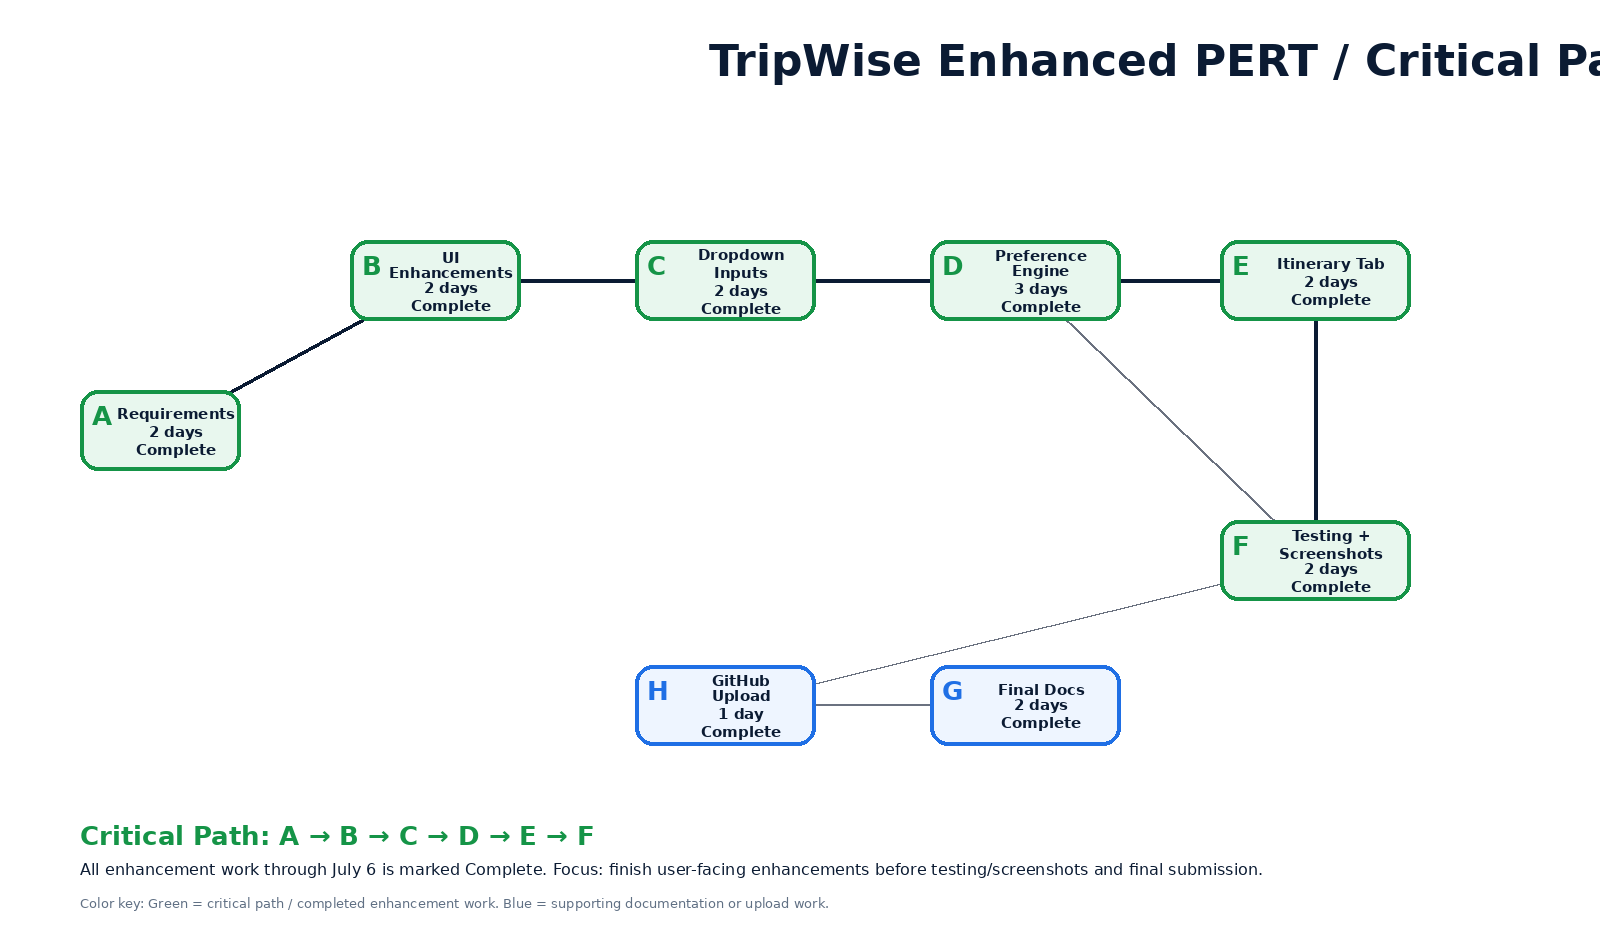 TripWise Enhanced PERT / Critical Pa
B
UI
Enhancements
2 days
Complete
C
Dropdown
Inputs
2 days
Complete
D
Preference
Engine
3 days
Complete
E
Itinerary Tab
2 days
Complete
A
Requirements
2 days
Complete
F
Testing +
Screenshots
2 days
Complete
H
GitHub
Upload
1 day
Complete
G
Final Docs
2 days
Complete
Critical Path: A → B → C → D → E → F
All enhancement work through July 6 is marked Complete. Focus: finish user-facing enhancements before testing/screenshots and final submission.
Color key: Green = critical path / completed enhancement work. Blue = supporting documentation or upload work.